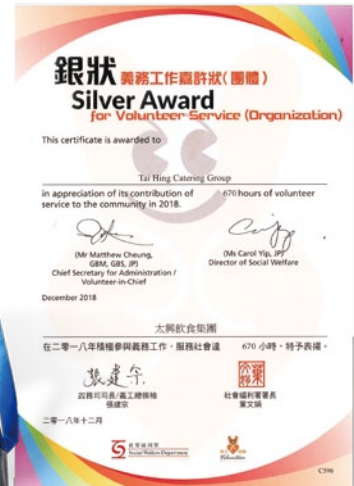 銀狀 義務工作嘉許狀(團體)
Silver Award
for Volunteer Service (Organization)
This certificate is awarded to
Tai Hing Catering Group
in appreciation of its contribution of 670 hours of volunteer
service to the community in 2018.
(Mr Matthew Cheung,
GBM, GBS, JP)
Chief Secretary for Administration /
Volunteer-in-Chief
(Ms Carol Yip, JP)
Director of Social Welfare
December 2018
太興飲食集團
在二零一八年積極參與義務工作,服務社會達 670 小時,特予表揚。
張建宗
政務司司長/義工總領袖
張建宗
社會福利署署長
葉文娟
二零一八年十二月
社會福利署
Social Welfare Department
Volunteer
C596